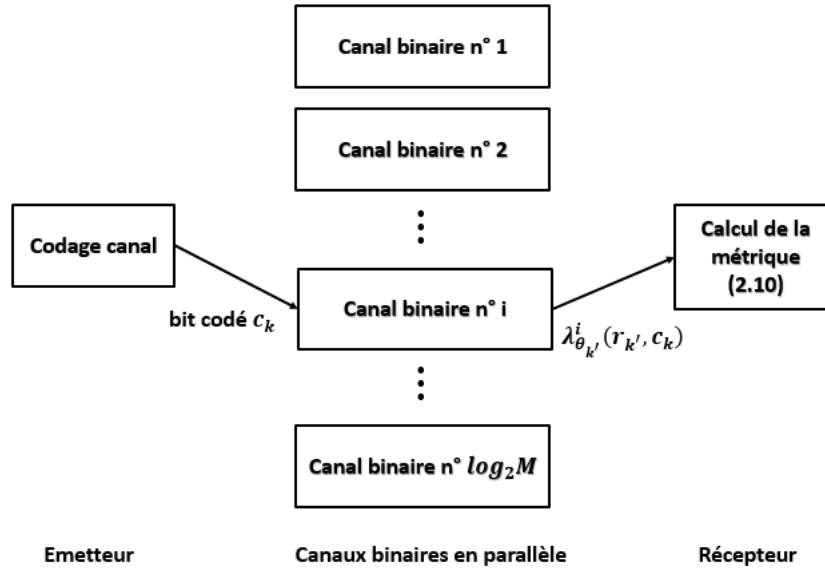 Canal binaire n° 1
Canal binaire n° 2
Codage canal
Calcul de la
métrique
(2.10)
Canal binaire n° i
bit codé c_k
λ^i_{θ_{k'}}(r_{k'}, c_k)
Canal binaire n° log_2 M
Emetteur
Canaux binaires en parallèle
Récepteur